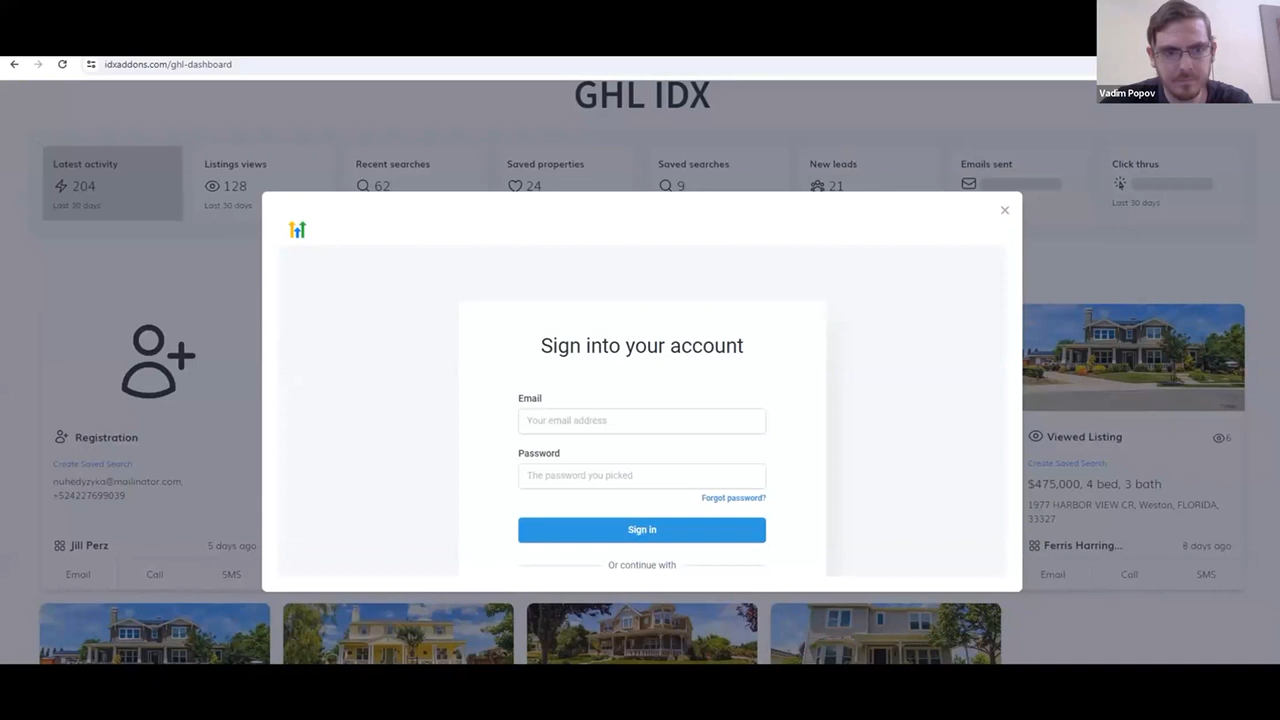 idxaddons.com/ghl-dashboard
Vadim Popov
GHL IDX
Latest activity
204
Last 30 days
Listings views
128
Last 30 days
Recent searches
62
Saved properties
24
Saved searches
9
New leads
21
Emails sent
Click thrus
Last 30 days
Sign into your account
Email
Your email address
Password
The password you picked
Forgot password?
Sign in
Or continue with
Registration
Create Saved Search
nuhedyzyka@mailinator.com,
+524227699039
Jill Perz
5 days ago
Email Call SMS
Viewed Listing
6
Create Saved Search
$475,000, 4 bed, 3 bath
1977 HARBOR VIEW CR, Weston, FLORIDA,
33327
Ferris Harring...
6 days ago
Email Call SMS